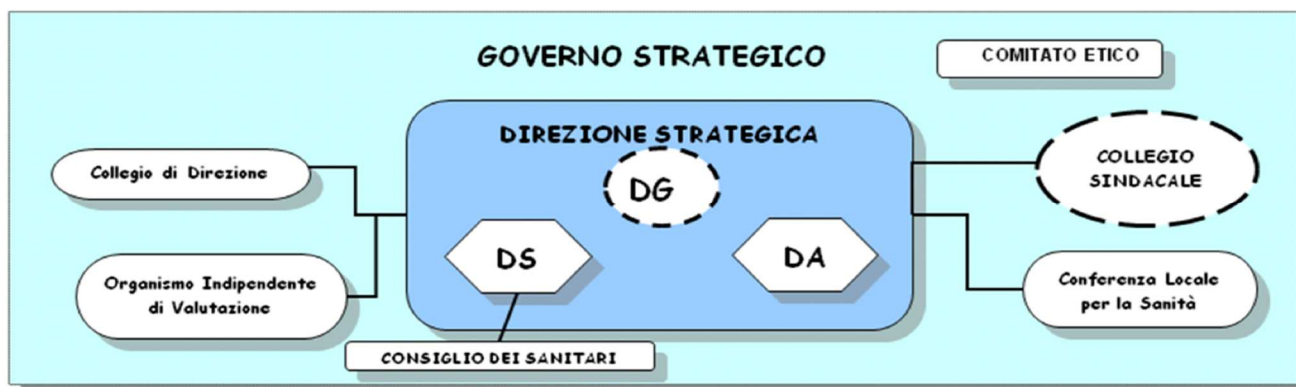 GOVERNO STRATEGICO
COMITATO ETICO
DIREZIONE STRATEGICA
Collegio di Direzione
DG
COLLEGIO
SINDACALE
DS
DA
Organismo Indipendente
di Valutazione
Conferenza Locale
per la Sanità
CONSIGLIO DEI SANITARI